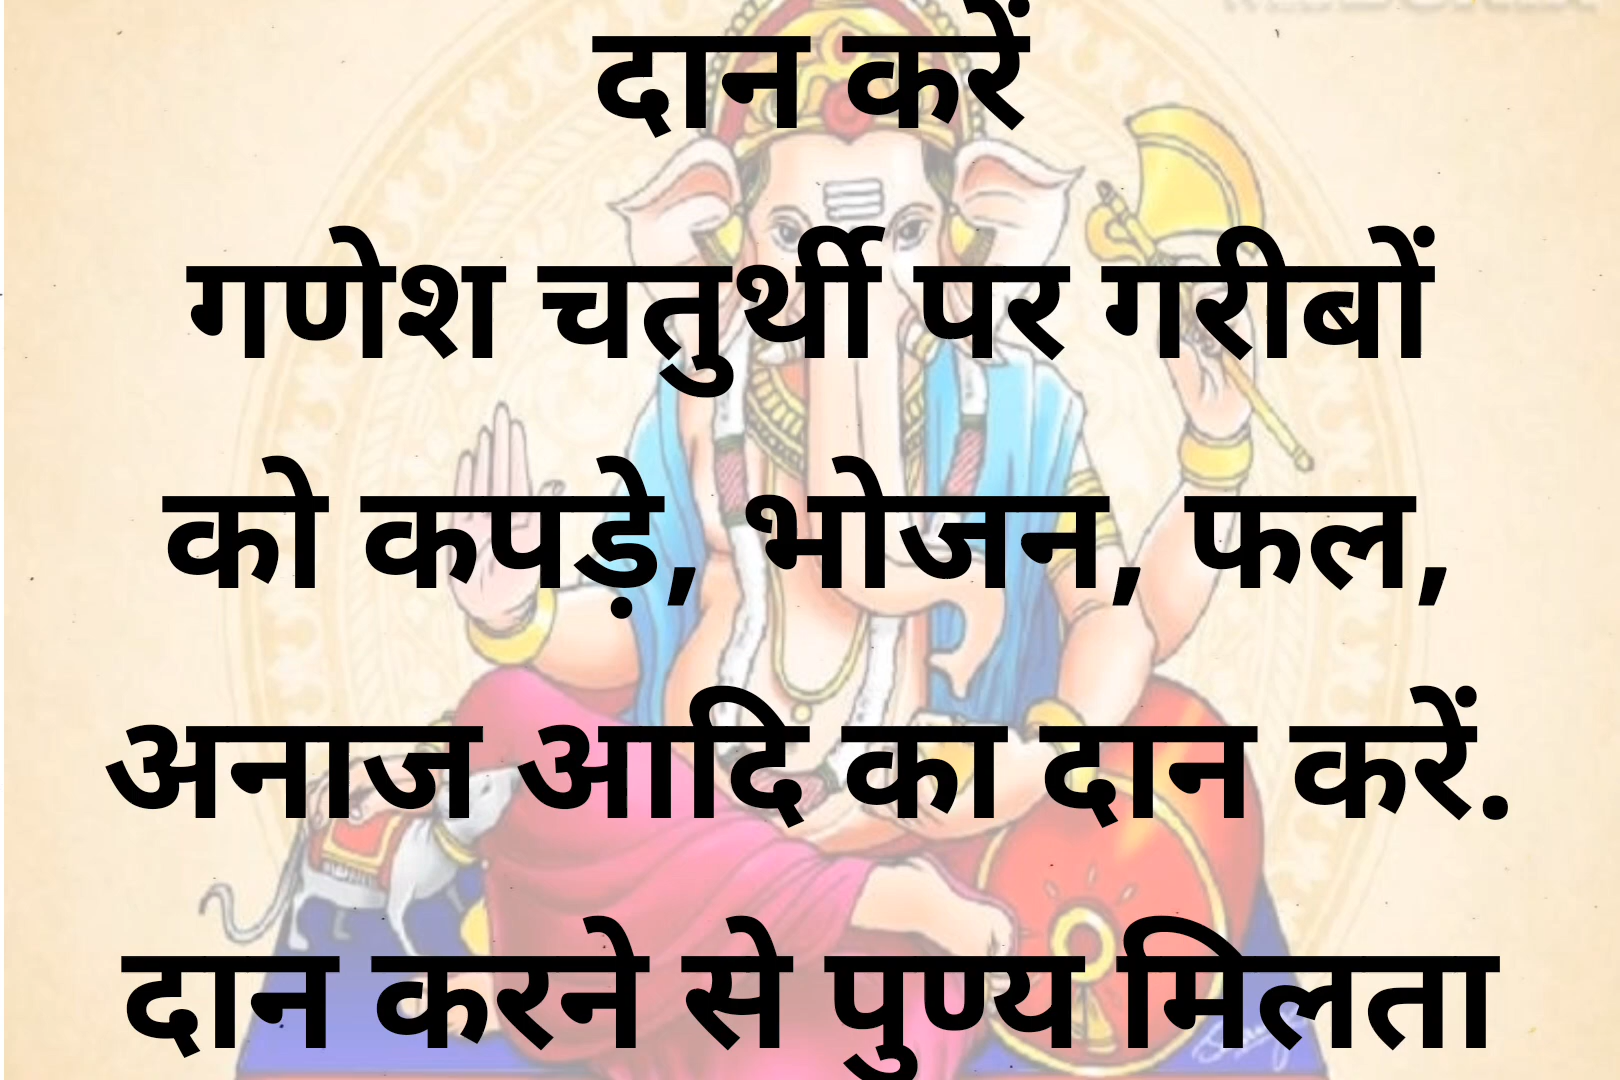 दान करें
गणेश चतुर्थी पर गरीबों
को कपड़े, भोजन, फल,
अनाज आदि का दान करें.
दान करने से पुण्य मिलता